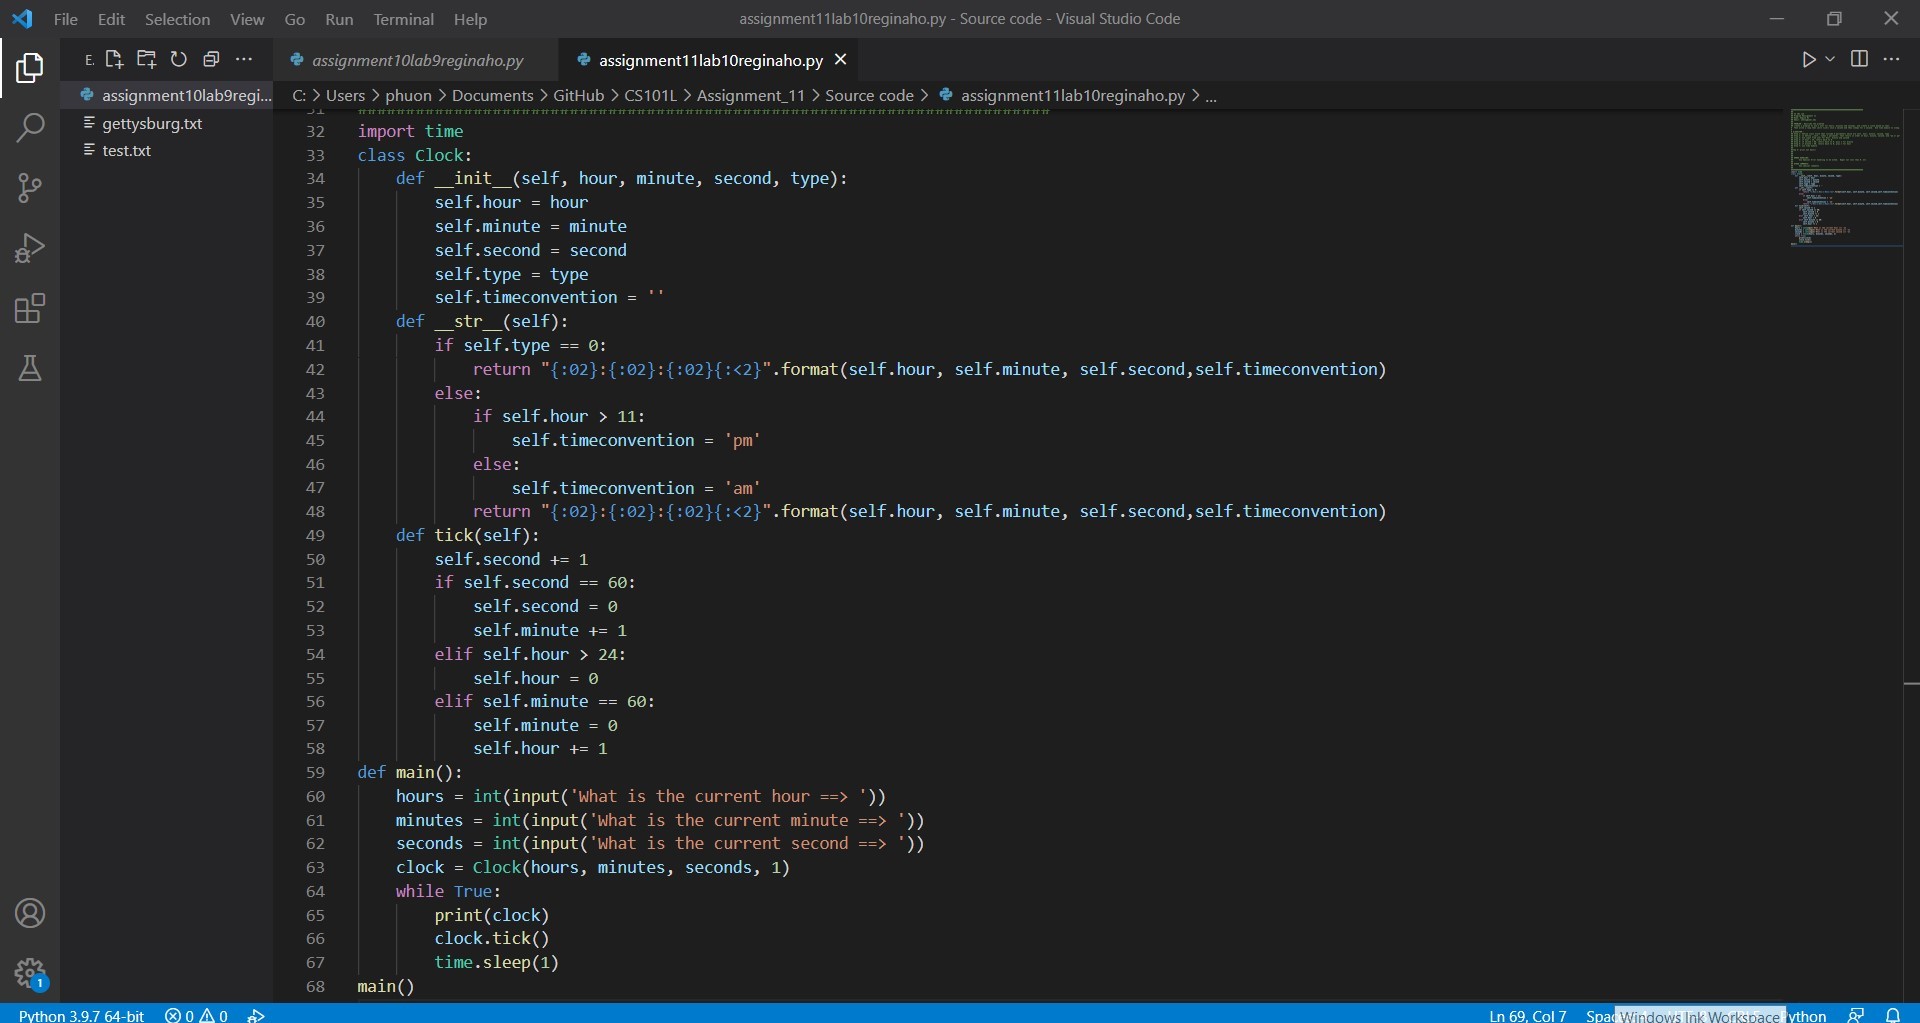 File Edit Selection View Go Run Terminal Help
assignment11lab10reginaho.py - Source code - Visual Studio Code
E.
assignment10lab9reginaho.py
assignment11lab10reginaho.py
assignment10lab9regi...
gettysburg.txt
test.txt
C: > Users > phuon > Documents > GitHub > CS101L > Assignment_11 > Source code > assignment11lab10reginaho.py > ...
32 import time
33 class Clock:
34     def __init__(self, hour, minute, second, type):
35         self.hour = hour
36         self.minute = minute
37         self.second = second
38         self.type = type
39         self.timeconvention = ''
40     def __str__(self):
41         if self.type == 0:
42             return "{:02}:{:02}:{:02}{:<2}".format(self.hour, self.minute, self.second,self.timeconvention)
43         else:
44             if self.hour > 11:
45                 self.timeconvention = 'pm'
46             else:
47                 self.timeconvention = 'am'
48             return "{:02}:{:02}:{:02}{:<2}".format(self.hour, self.minute, self.second,self.timeconvention)
49     def tick(self):
50         self.second += 1
51         if self.second == 60:
52             self.second = 0
53             self.minute += 1
54         elif self.hour > 24:
55             self.hour = 0
56         elif self.minute == 60:
57             self.minute = 0
58             self.hour += 1
59 def main():
60     hours = int(input('What is the current hour ==> '))
61     minutes = int(input('What is the current minute ==> '))
62     seconds = int(input('What is the current second ==> '))
63     clock = Clock(hours, minutes, seconds, 1)
64     while True:
65         print(clock)
66         clock.tick()
67         time.sleep(1)
68 main()
1
Python 3.9.7 64-bit 0 0 Ln 69, Col 7 Windows Ink Workspace